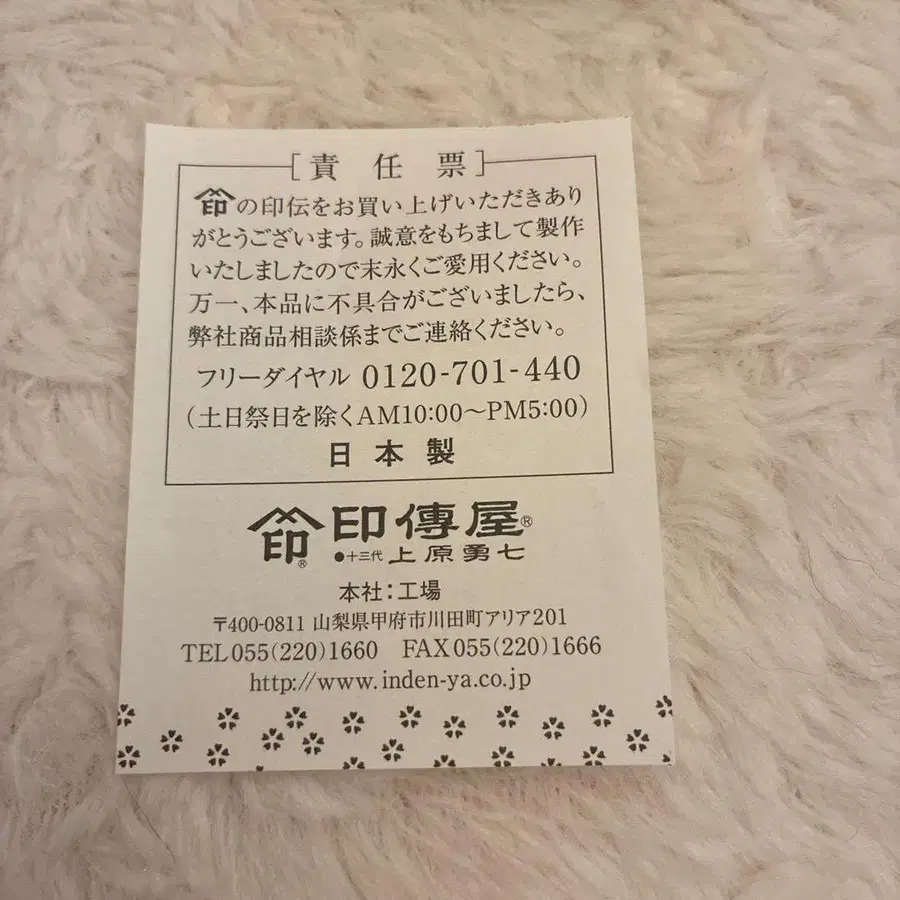 [責任票]
印の印伝をお買い上げいただきあり
がとうございます。誠意をもちまして製作
いたしましたので末永くご愛用ください。
万一、本品に不具合がございましたら、
弊社商品相談係までご連絡ください。
フリーダイヤル 0120-701-440
(土日祭日を除くAM10:00〜PM5:00)
日本製
印 ® 印傳屋®
●十三代 上原勇七
本社:工場
〒400-0811 山梨県甲府市川田町アリア201
TEL055(220)1660 FAX055(220)1666
http://www.inden-ya.co.jp